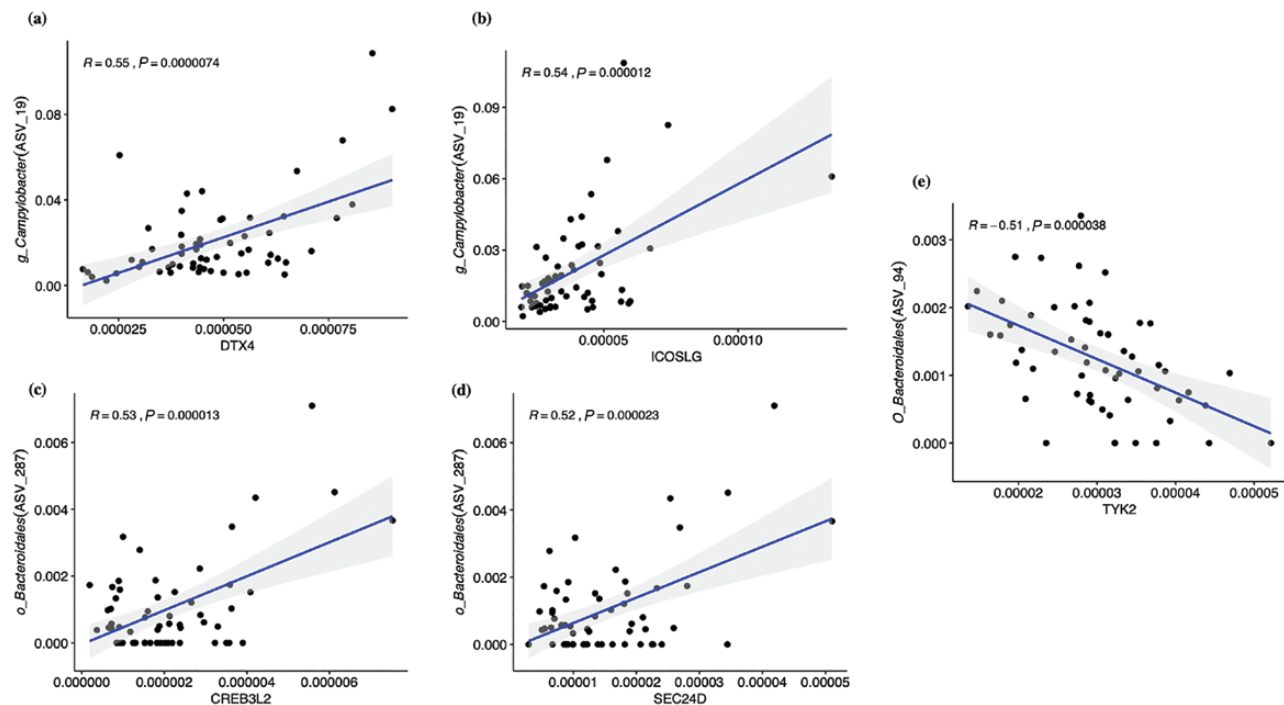 (a)
R = 0.55 , P = 0.0000074
g_Campylobacter(ASV_19)
0.08
0.04
0.00
0.000025 0.000050 0.000075
DTX4
(b)
R = 0.54 , P = 0.000012
g_Campylobacter(ASV_19)
0.09
0.06
0.03
0.00
0.00005 0.00010
ICOSLG
(c)
R = 0.53 , P = 0.000013
o_Bacteroidales(ASV_287)
0.006
0.004
0.002
0.000
0.000000 0.000002 0.000004 0.000006
CREB3L2
(d)
R = 0.52 , P = 0.000023
o_Bacteroidales(ASV_287)
0.006
0.004
0.002
0.000
0.00001 0.00002 0.00003 0.00004 0.00005
SEC24D
(e)
R = −0.51 , P = 0.000038
O_Bacteroidales(ASV_94)
0.003
0.002
0.001
0.000
0.00002 0.00003 0.00004 0.00005
TYK2